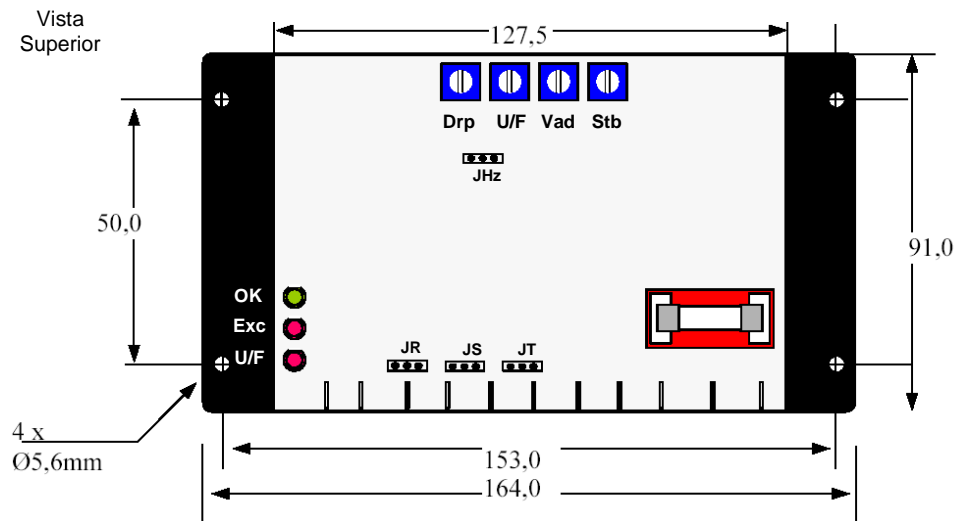 Vista
Superior
127,5
Drp U/F Vad Stb
JHz
50,0
91,0
OK
Exc
U/F
JR JS JT
4 x
Ø5,6mm
153,0
164,0